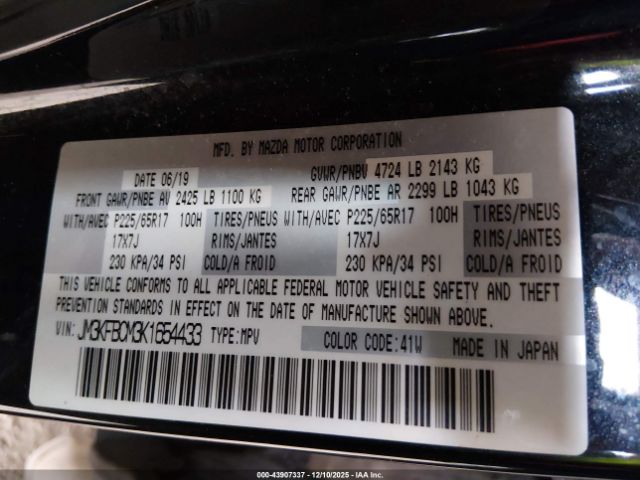 MFD. BY MAZDA MOTOR CORPORATION
DATE 06/19 GVWR/PNBV 4724 LB 2143 KG
FRONT GAWR/PNBE AV 2425 LB 1100 KG REAR GAWR/PNBE AR 2299 LB 1043 KG
WITH/AVEC P225/65R17 100H TIRES/PNEUS WITH/AVEC P225/65R17 100H TIRES/PNEUS
17X7J RIMS/JANTES 17X7J RIMS/JANTES
230 KPA/34 PSI COLD/A FROID 230 KPA/34 PSI COLD/A FROID
THIS VEHICLE CONFORMS TO ALL APPLICABLE FEDERAL MOTOR VEHICLE SAFETY AND THEFT
PREVENTION STANDARDS IN EFFECT ON THE DATE OF MANUFACTURE SHOWN ABOVE.
VIN: JM3KFBCM3K1654433 TYPE:MPV COLOR CODE:41W MADE IN JAPAN
000-43907337 - 12/10/2025 - IAA Inc.